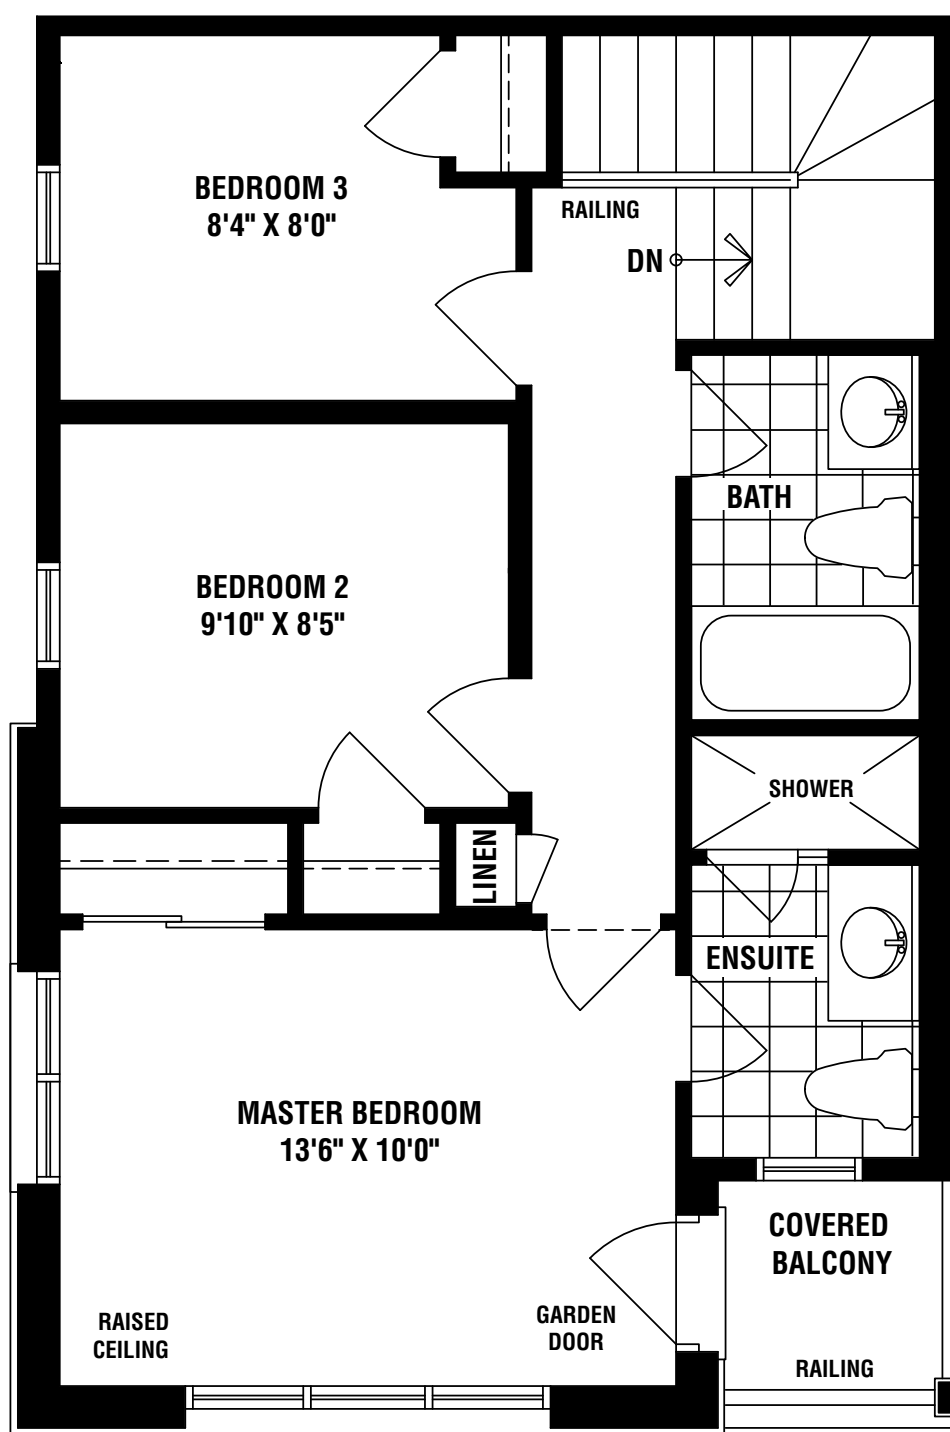 BEDROOM 3
8'4" X 8'0"
RAILING
DN
BATH
BEDROOM 2
9'10" X 8'5"
SHOWER
LINEN
ENSUITE
MASTER BEDROOM
13'6" X 10'0"
COVERED
BALCONY
RAISED
CEILING
GARDEN
DOOR
RAILING